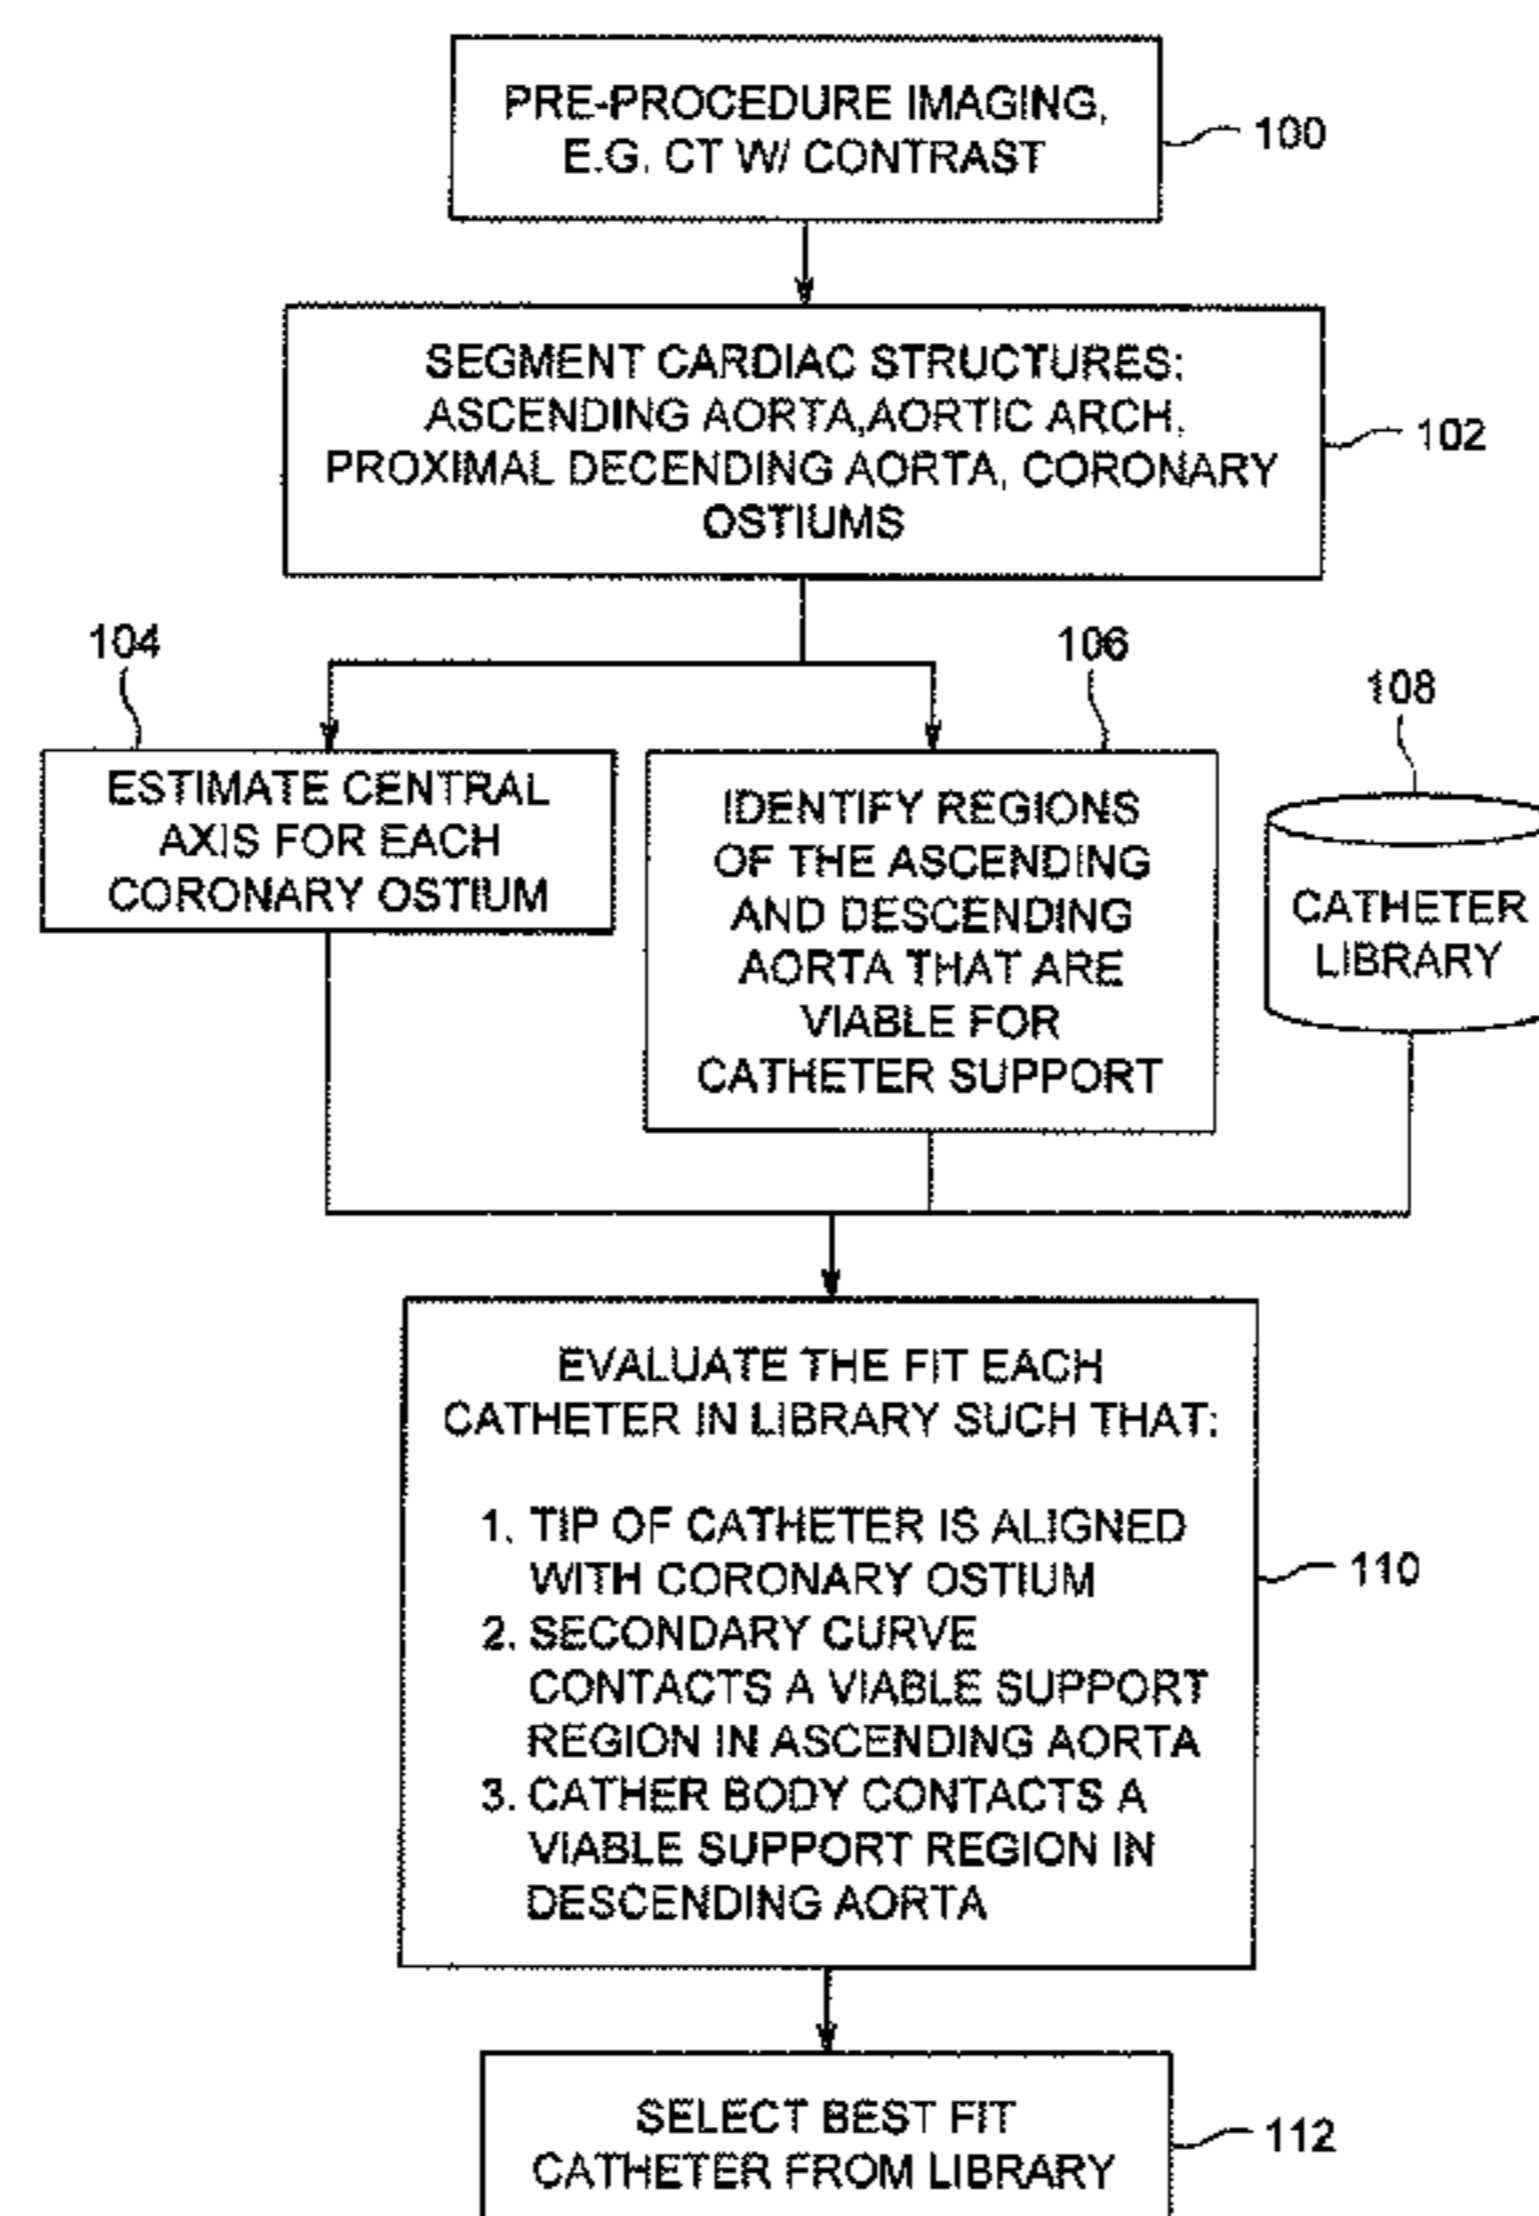 PRE-PROCEDURE IMAGING,
E.G. CT W/ CONTRAST
100
SEGMENT CARDIAC STRUCTURES:
ASCENDING AORTA,AORTIC ARCH,
PROXIMAL DECENDING AORTA, CORONARY
OSTIUMS
102
104
ESTIMATE CENTRAL
AXIS FOR EACH
CORONARY OSTIUM
106
IDENTIFY REGIONS
OF THE ASCENDING
AND DESCENDING
AORTA THAT ARE
VIABLE FOR
CATHETER SUPPORT
108
CATHETER
LIBRARY
EVALUATE THE FIT EACH
CATHETER IN LIBRARY SUCH THAT:
1. TIP OF CATHETER IS ALIGNED
WITH CORONARY OSTIUM
2. SECONDARY CURVE
CONTACTS A VIABLE SUPPORT
REGION IN ASCENDING AORTA
3. CATHER BODY CONTACTS A
VIABLE SUPPORT REGION IN
DESCENDING AORTA
110
SELECT BEST FIT
CATHETER FROM LIBRARY
112